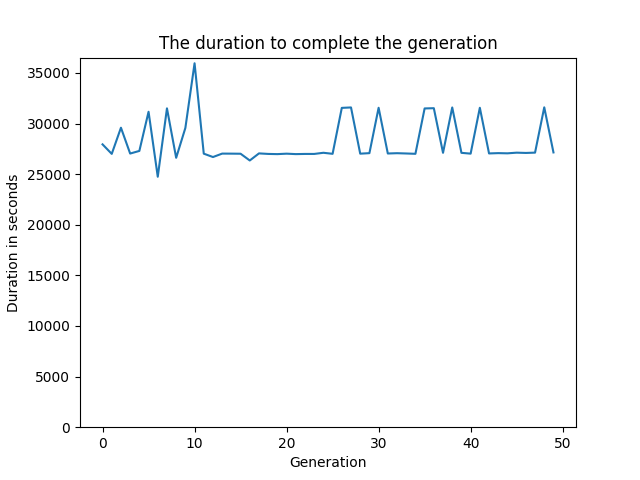 The duration to complete the generation
35000
30000
25000
20000
15000
10000
5000
0
Duration in seconds
0 10 20 30 40 50
Generation